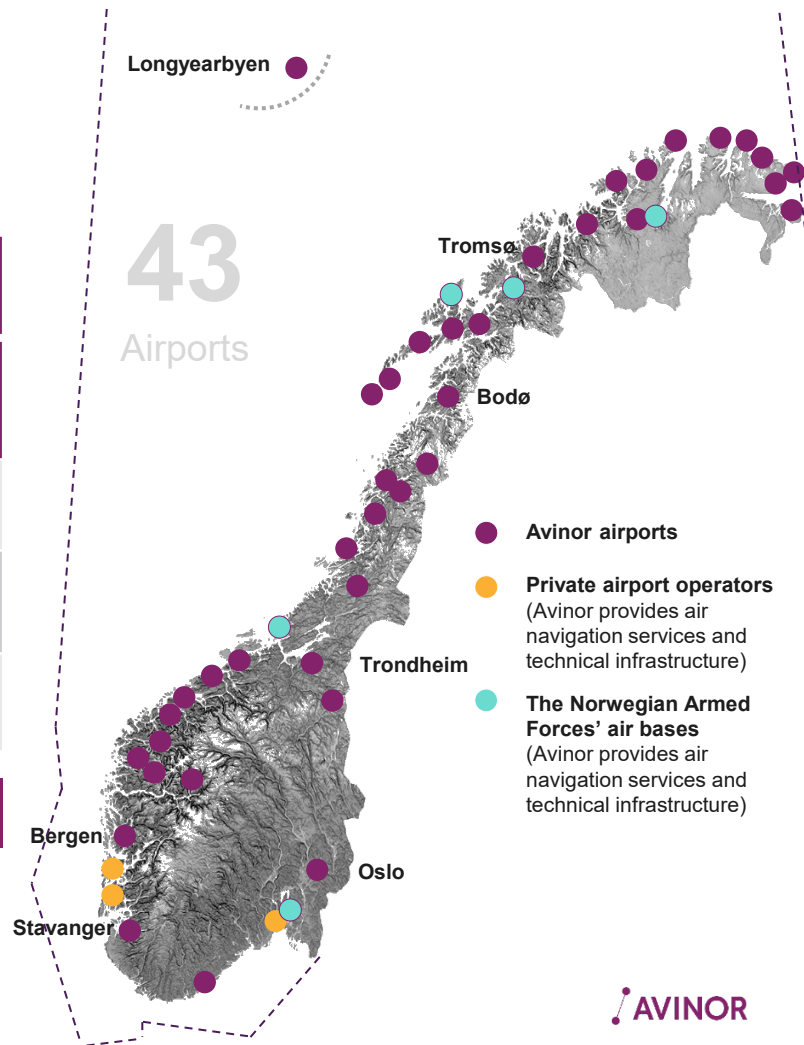 Longyearbyen
43
Airports
Tromsø
Bodø
Avinor airports
Private airport operators
(Avinor provides air
navigation services and
technical infrastructure)
Trondheim
The Norwegian Armed
Forces’ air bases
(Avinor provides air
navigation services and
technical infrastructure)
Bergen
Oslo
Stavanger
AVINOR